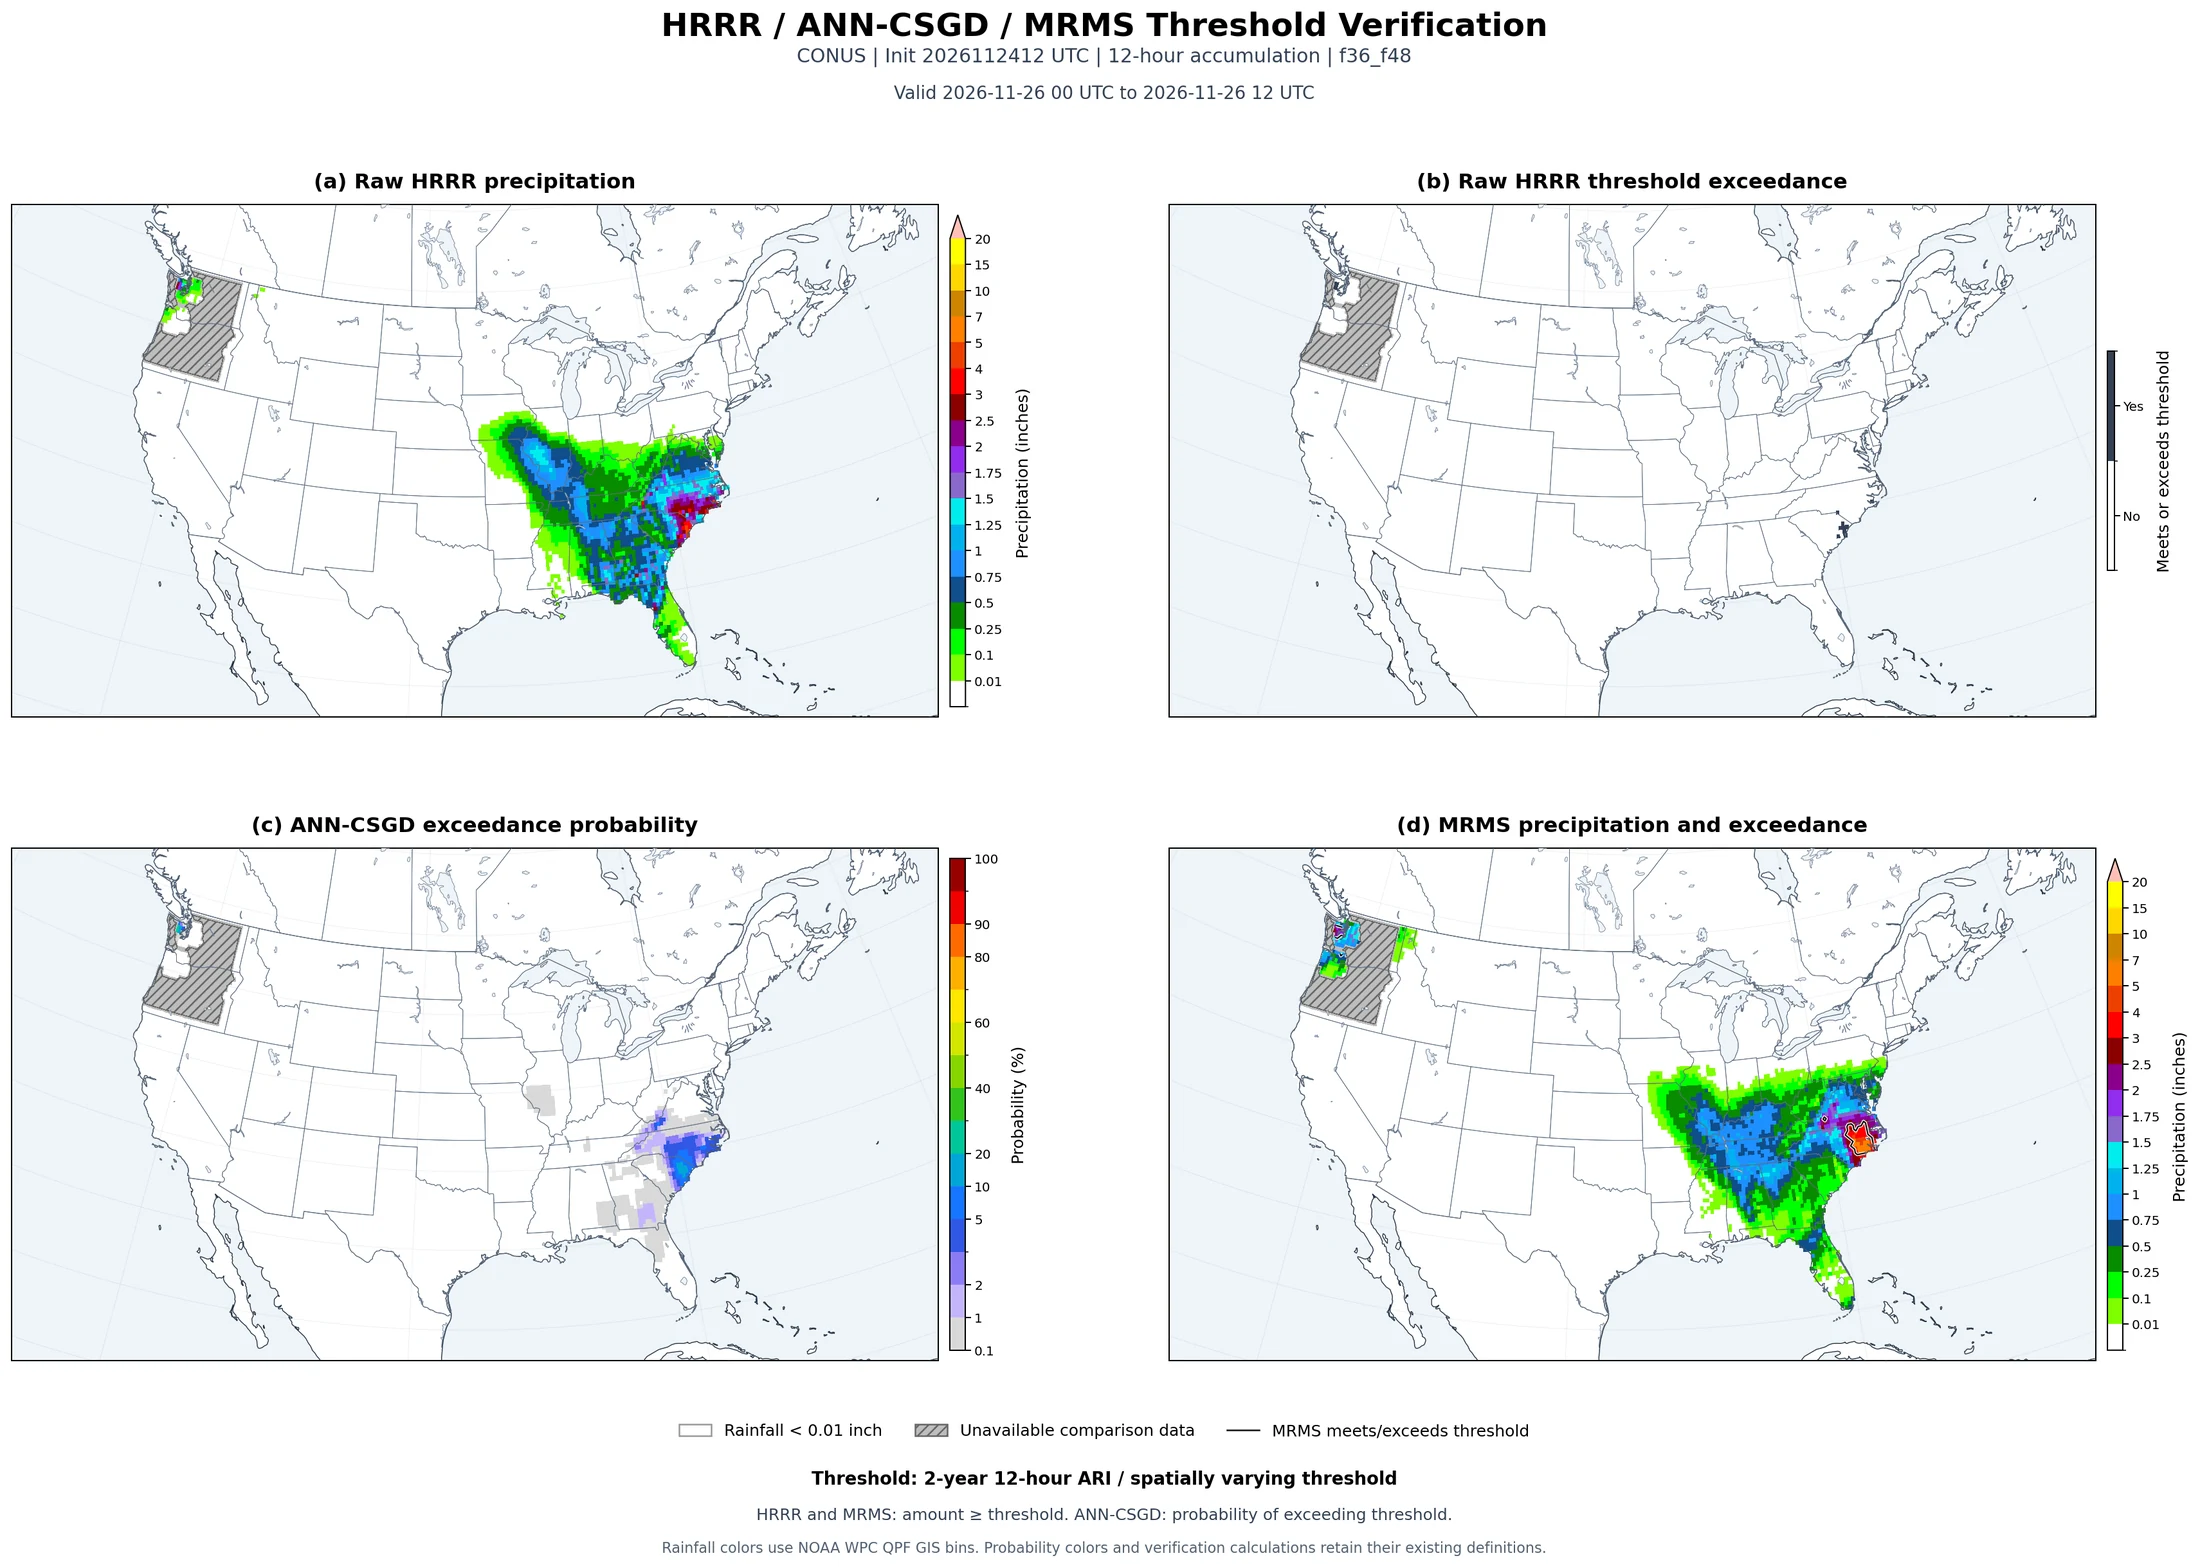 HRRR / ANN-CSGD / MRMS Threshold Verification
CONUS | Init 2026112412 UTC | 12-hour accumulation | f36_f48
Valid 2026-11-26 00 UTC to 2026-11-26 12 UTC
(a) Raw HRRR precipitation
20
15
10
7
5
4
3
2.5
2
1.75
1.5
1.25
1
0.75
0.5
0.25
0.1
0.01
Precipitation (inches)
(b) Raw HRRR threshold exceedance
Yes
No
Meets or exceeds threshold
(c) ANN-CSGD exceedance probability
100
90
80
60
40
20
10
5
2
1
0.1
Probability (%)
(d) MRMS precipitation and exceedance
20
15
10
7
5
4
3
2.5
2
1.75
1.5
1.25
1
0.75
0.5
0.25
0.1
0.01
Precipitation (inches)
Rainfall < 0.01 inch
Unavailable comparison data
MRMS meets/exceeds threshold
Threshold: 2-year 12-hour ARI / spatially varying threshold
HRRR and MRMS: amount ≥ threshold. ANN-CSGD: probability of exceeding threshold.
Rainfall colors use NOAA WPC QPF GIS bins. Probability colors and verification calculations retain their existing definitions.